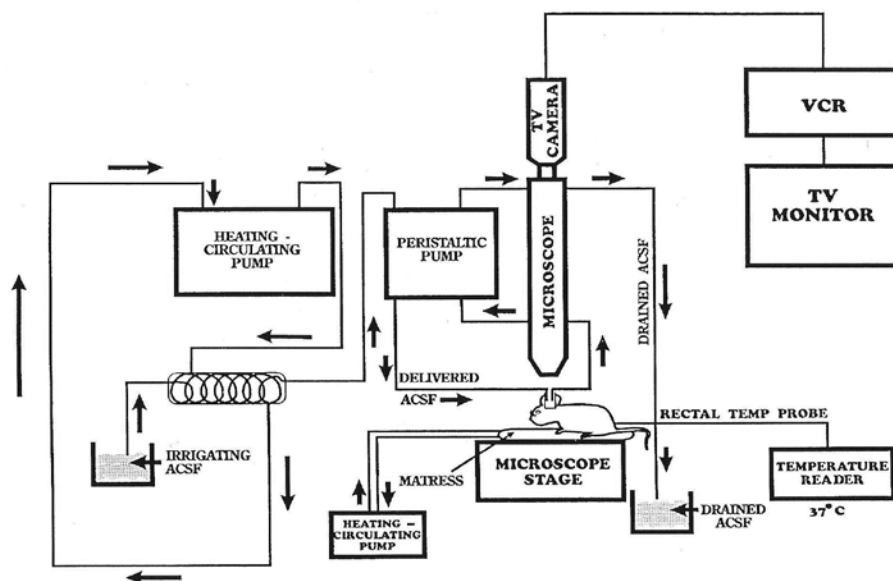 TV
CAMERA
VCR
TV
MONITOR
HEATING -
CIRCULATING
PUMP
PERISTALTIC
PUMP
MICROSCOPE
DRAINED ACSF
DELIVERED
ACSF
IRRIGATING
ACSF
MATRESS
MICROSCOPE
STAGE
RECTAL TEMP PROBE
TEMPERATURE
READER
37°C
HEATING -
CIRCULATING
PUMP
DRAINED
ACSF